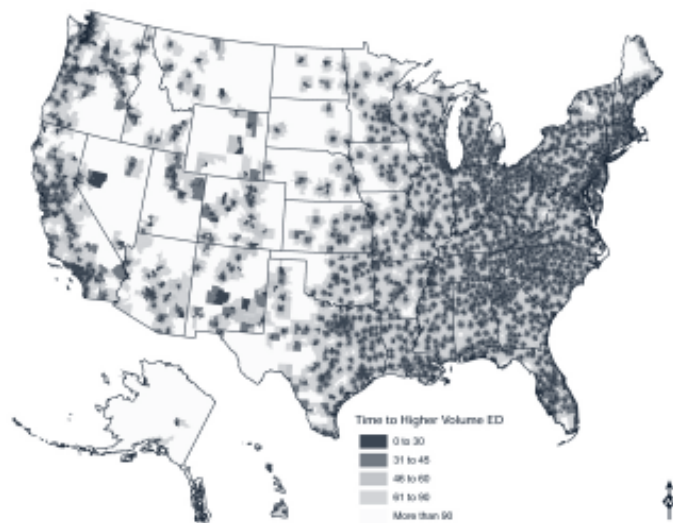 Time to Higher Volume ED
0 to 30
31 to 45
46 to 60
61 to 90
More than 90